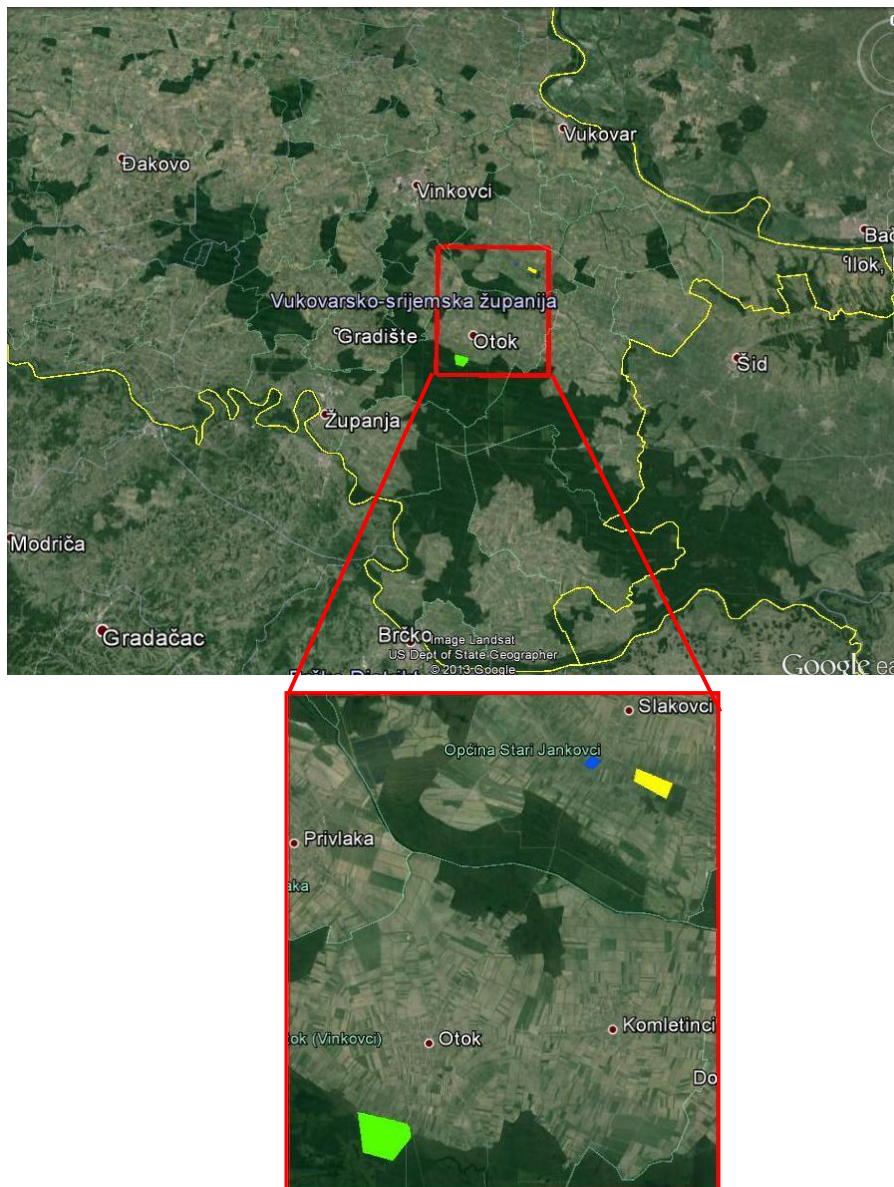 Vukovar
Đakovo
Vinkovci
Ilok,
Vukovarsko-srijemska županija
Gradište
Otok
Šid
Županja
Modriča
Gradačac
Brčko
Image Landsat
US Dept of State Geographer
© 2013 Google
Google ea
Slakovci
Općina Stari Jankovci
Privlaka
aka
Komletinci
tok (Vinkovci)
Otok
Do